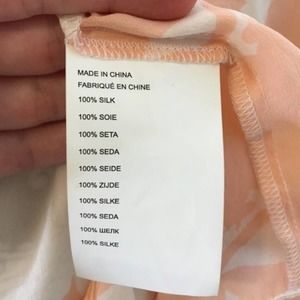 MADE IN CHINA
FABRIQUÉ EN CHINE
100% SILK
100% SOIE
100% SETA
100% SEDA
100% SEIDE
100% ZIJDE
100% SILKE
100% SEDA
100% ШЕЛК
100% SILKE